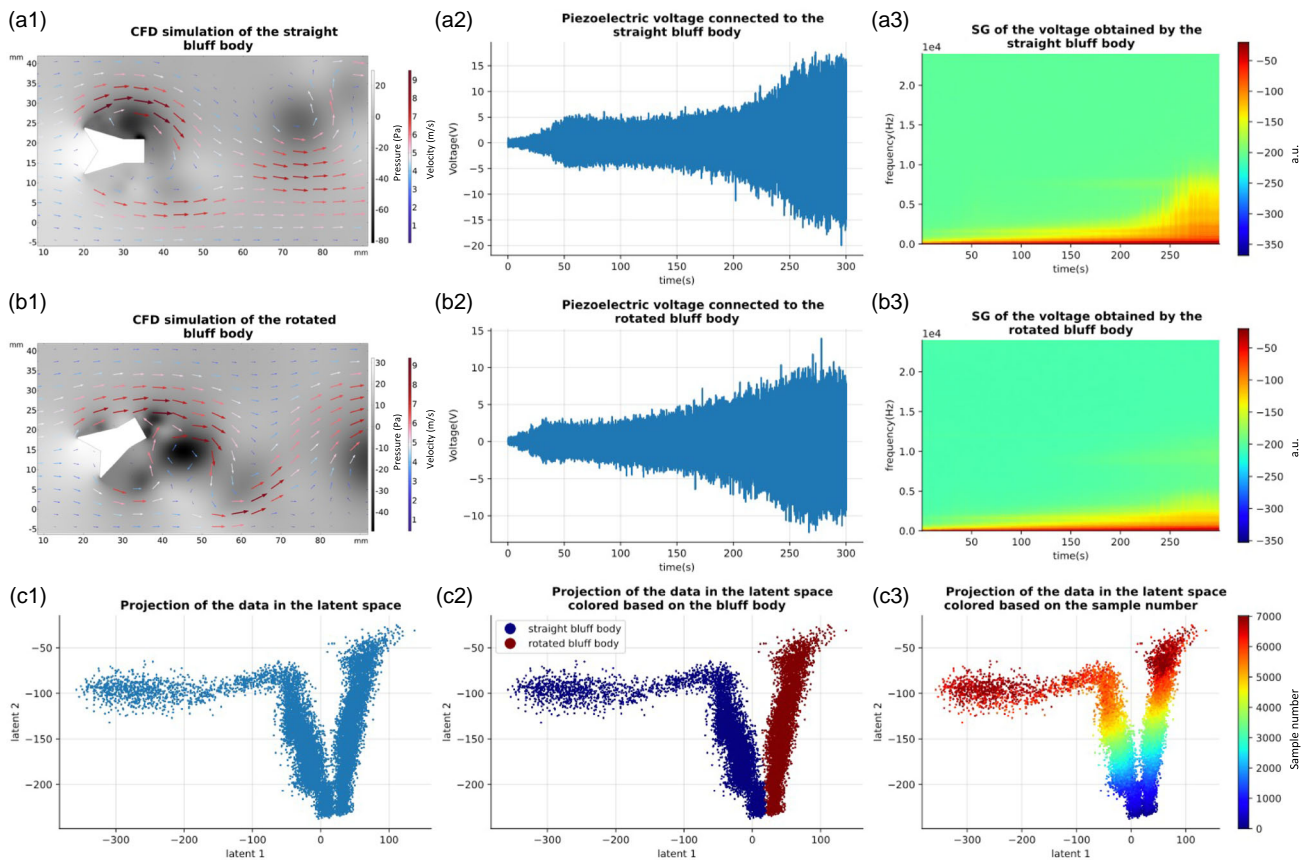 (a1)
CFD simulation of the straight
bluff body
mm
40
35
30
25
20
15
10
5
0
-5
10 20 30 40 50 60 70 80 mm
20
0
-20
-40
-60
-80
Pressure (Pa)
9
8
7
6
5
4
3
2
1
Velocity (m/s)
(a2)
Piezoelectric voltage connected to the
straight bluff body
15
10
5
0
−5
−10
−15
−20
Voltage(V)
0 50 100 150 200 250 300
time(s)
(a3)
SG of the voltage obtained by the
straight bluff body
1e4
2.0
1.5
1.0
0.5
0.0
frequency(Hz)
50 100 150 200 250
time(s)
−50
−100
−150
−200
−250
−300
−350
a.u.
(b1)
CFD simulation of the rotated
bluff body
mm
40
35
30
25
20
15
10
5
0
-5
10 20 30 40 50 60 70 80 mm
30
20
10
0
-10
-20
-30
-40
Pressure (Pa)
9
8
7
6
5
4
3
2
1
Velocity (m/s)
(b2)
Piezoelectric voltage connected to the
rotated bluff body
15
10
5
0
−5
−10
Voltage(V)
0 50 100 150 200 250 300
time(s)
(b3)
SG of the voltage obtained by the
rotated bluff body
1e4
2.0
1.5
1.0
0.5
0.0
frequency(Hz)
50 100 150 200 250
time(s)
−50
−100
−150
−200
−250
−300
−350
a.u.
(c1)
Projection of the data in the latent space
−50
−100
−150
−200
latent 2
−300 −200 −100 0 100
latent 1
(c2)
Projection of the data in the latent space
colored based on the bluff body
straight bluff body
rotated bluff body
−50
−100
−150
−200
latent 2
−300 −200 −100 0 100
latent 1
(c3)
Projection of the data in the latent space
colored based on the sample number
−50
−100
−150
−200
latent 2
−300 −200 −100 0 100
latent 1
7000
6000
5000
4000
3000
2000
1000
0
Sample number